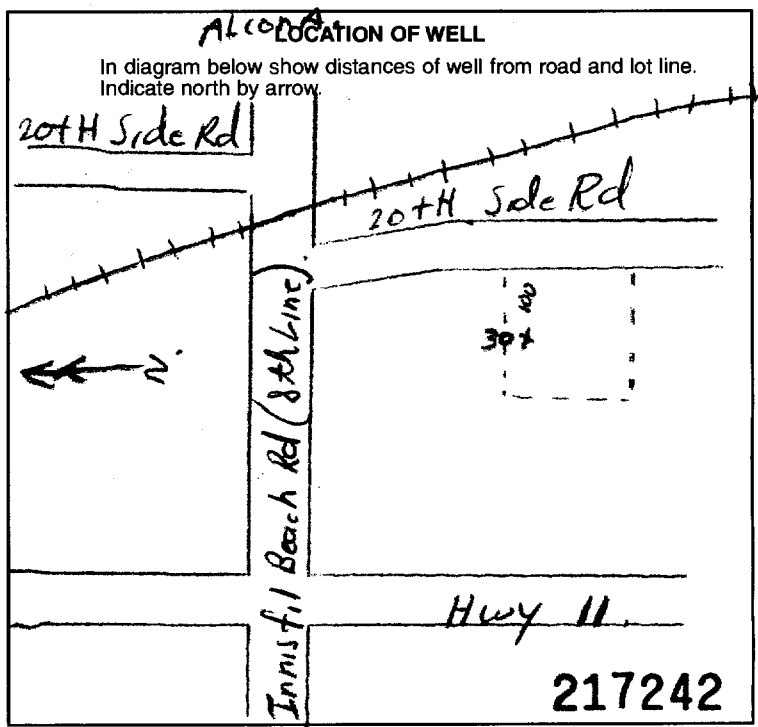 Alcona.
LOCATION OF WELL
In diagram below show distances of well from road and lot line.
Indicate north by arrow.
20tH Side Rd
20tH Side Rd
100
30
N
Innisfil Beach Rd (8th Line).
Hwy 11.
217242